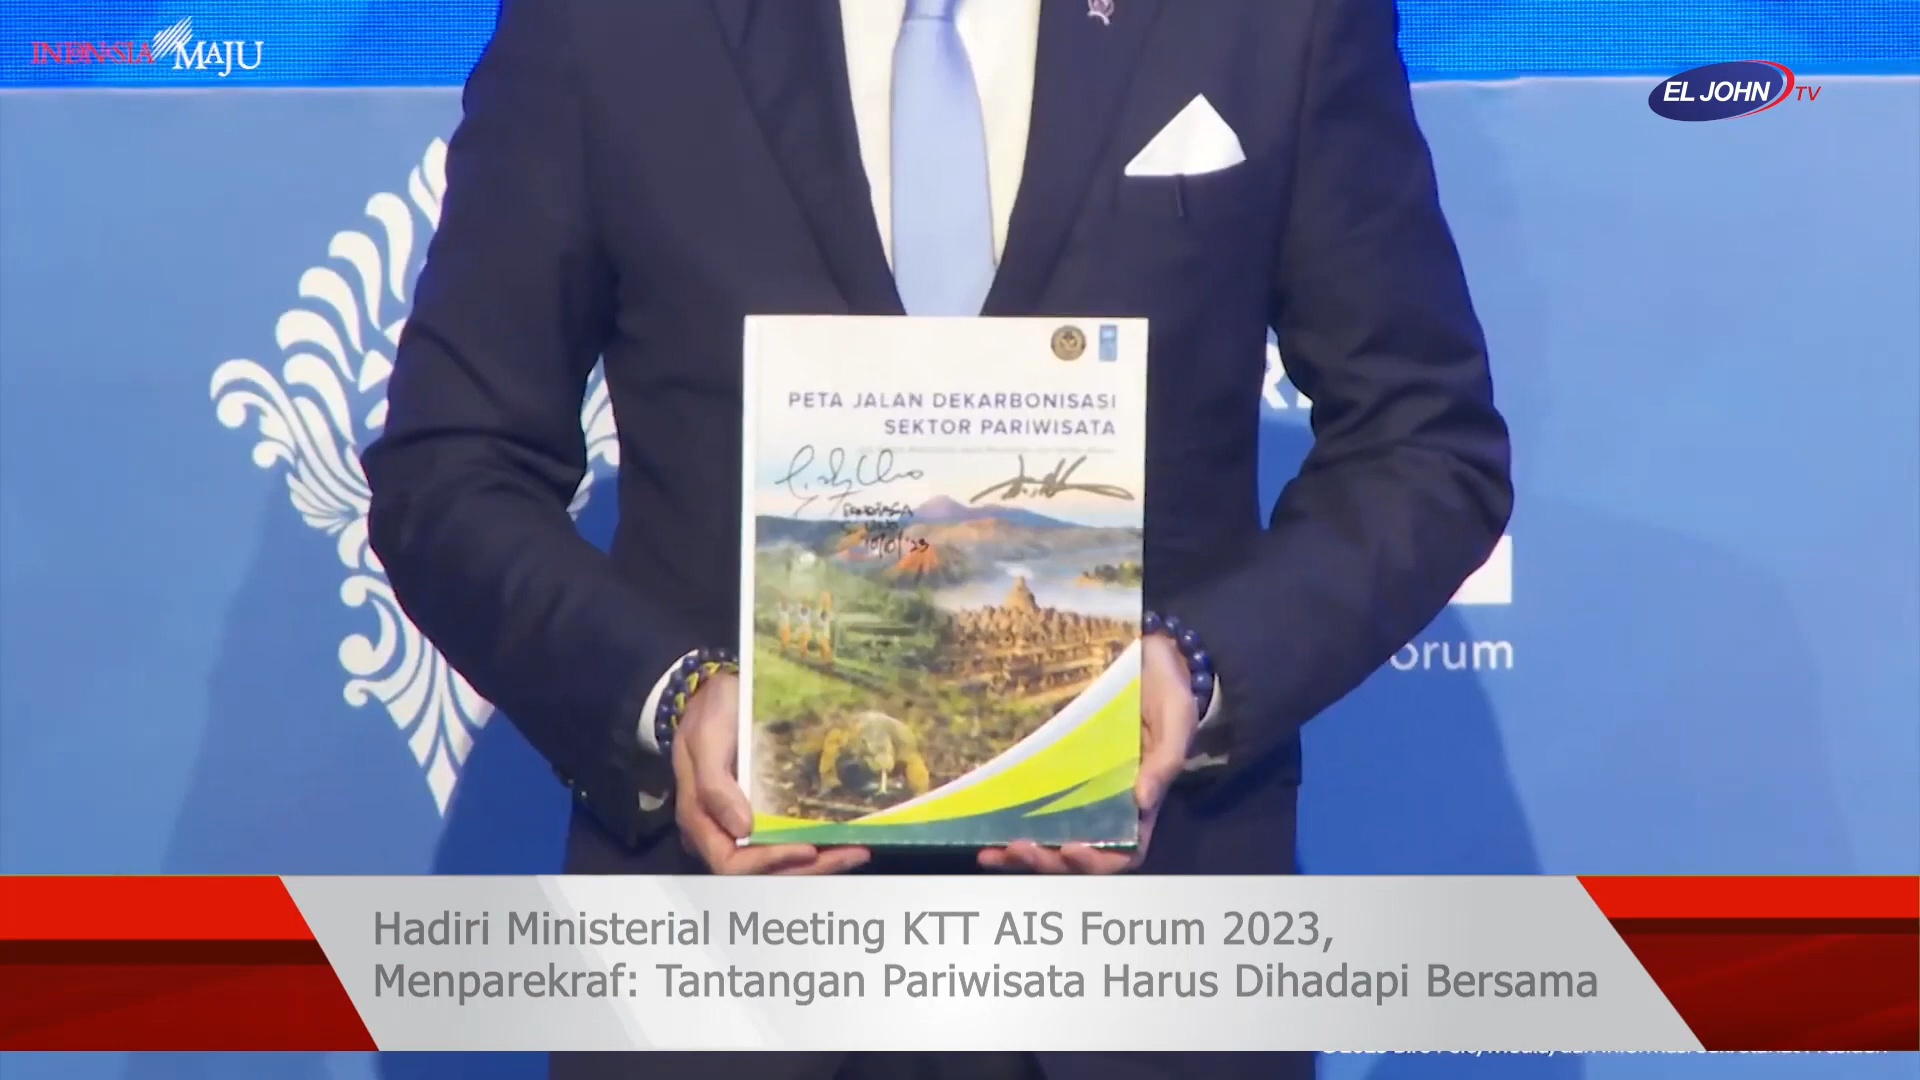 INDONESIA MAJU
EL JOHN TV
PETA JALAN DEKARBONISASI
SEKTOR PARIWISATA
UNO
orum
Hadiri Ministerial Meeting KTT AIS Forum 2023,
Menparekraf: Tantangan Pariwisata Harus Dihadapi Bersama